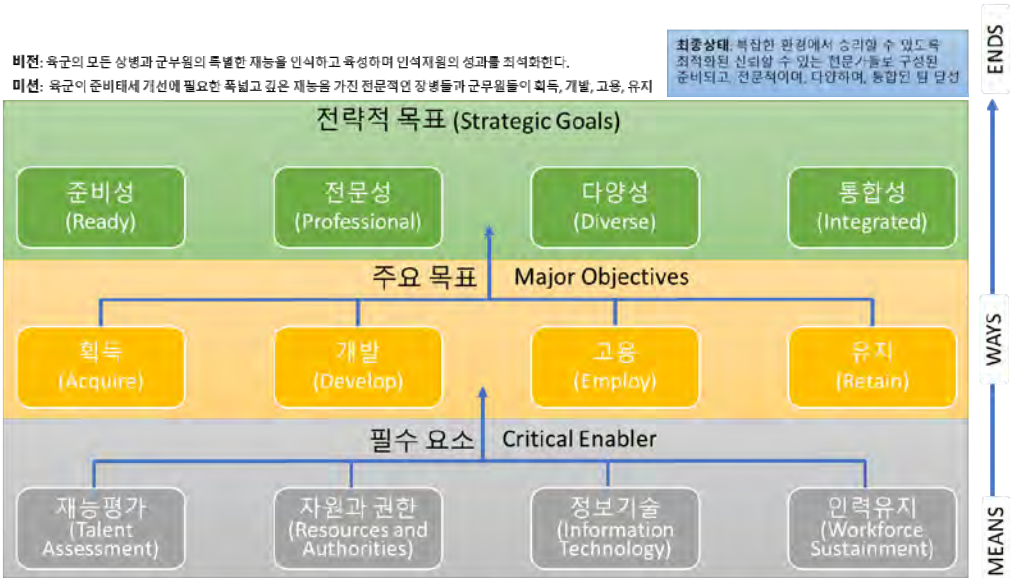 비전: 육군의 모든 상병과 군부원의 특별한 재능을 인식하고 육성하며 인적재원의 성과를 최적화한다.
미션: 육군이 준비태세 개선에 필요한 폭넓고 깊은 재능을 가진 전문적인 장병들과 군무원들이 획득, 개발, 고용, 유지
최종상태: 복잡한 환경에서 승리할 수 있도록
최적화된 신뢰할 수 있는 전문가들로 구성된
준비되고, 전문적이며, 다양하며, 통합된 팀 달성
ENDS
전략적 목표 (Strategic Goals)
준비성
(Ready)
전문성
(Professional)
다양성
(Diverse)
통합성
(Integrated)
주요 목표 Major Objectives
WAYS
획득
(Acquire)
개발
(Develop)
고용
(Employ)
유지
(Retain)
필수 요소 Critical Enabler
재능평가
(Talent
Assessment)
자원과 권한
(Resources and
Authorities)
정보기술
(Information
Technology)
인력유지
(Workforce
Sustainment)
MEANS